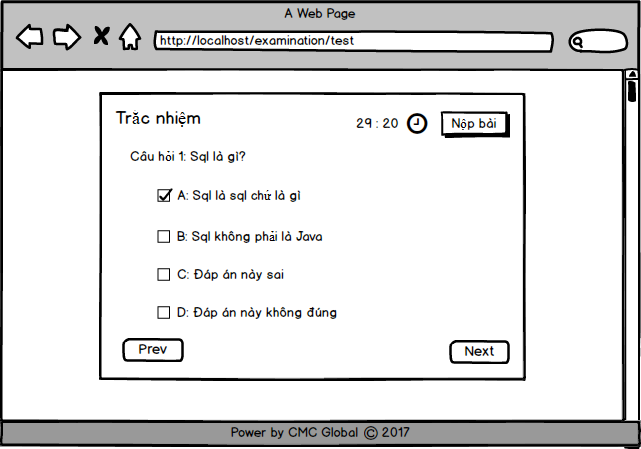 A Web Page
http://localhost/examination/test
Trắc nhiệm
29 : 20
Nộp bài
Câu hỏi 1: Sql là gì?
A: Sql là sql chứ là gì
B: Sql không phải là Java
C: Đáp án này sai
D: Đáp án này không đúng
Prev
Next
Power by CMC Global © 2017